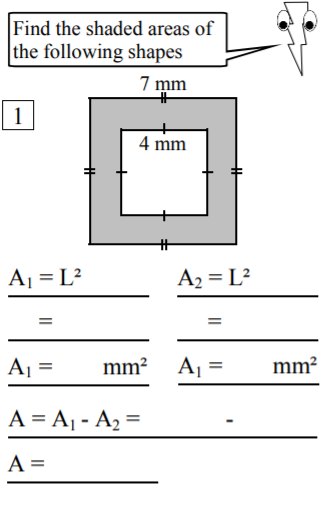 Find the shaded areas of
the following shapes
7 mm
1
4 mm
A₁ = L² A₂ = L²
= =
A₁ = mm² A₁ = mm²
A = A₁ - A₂ = -
A =